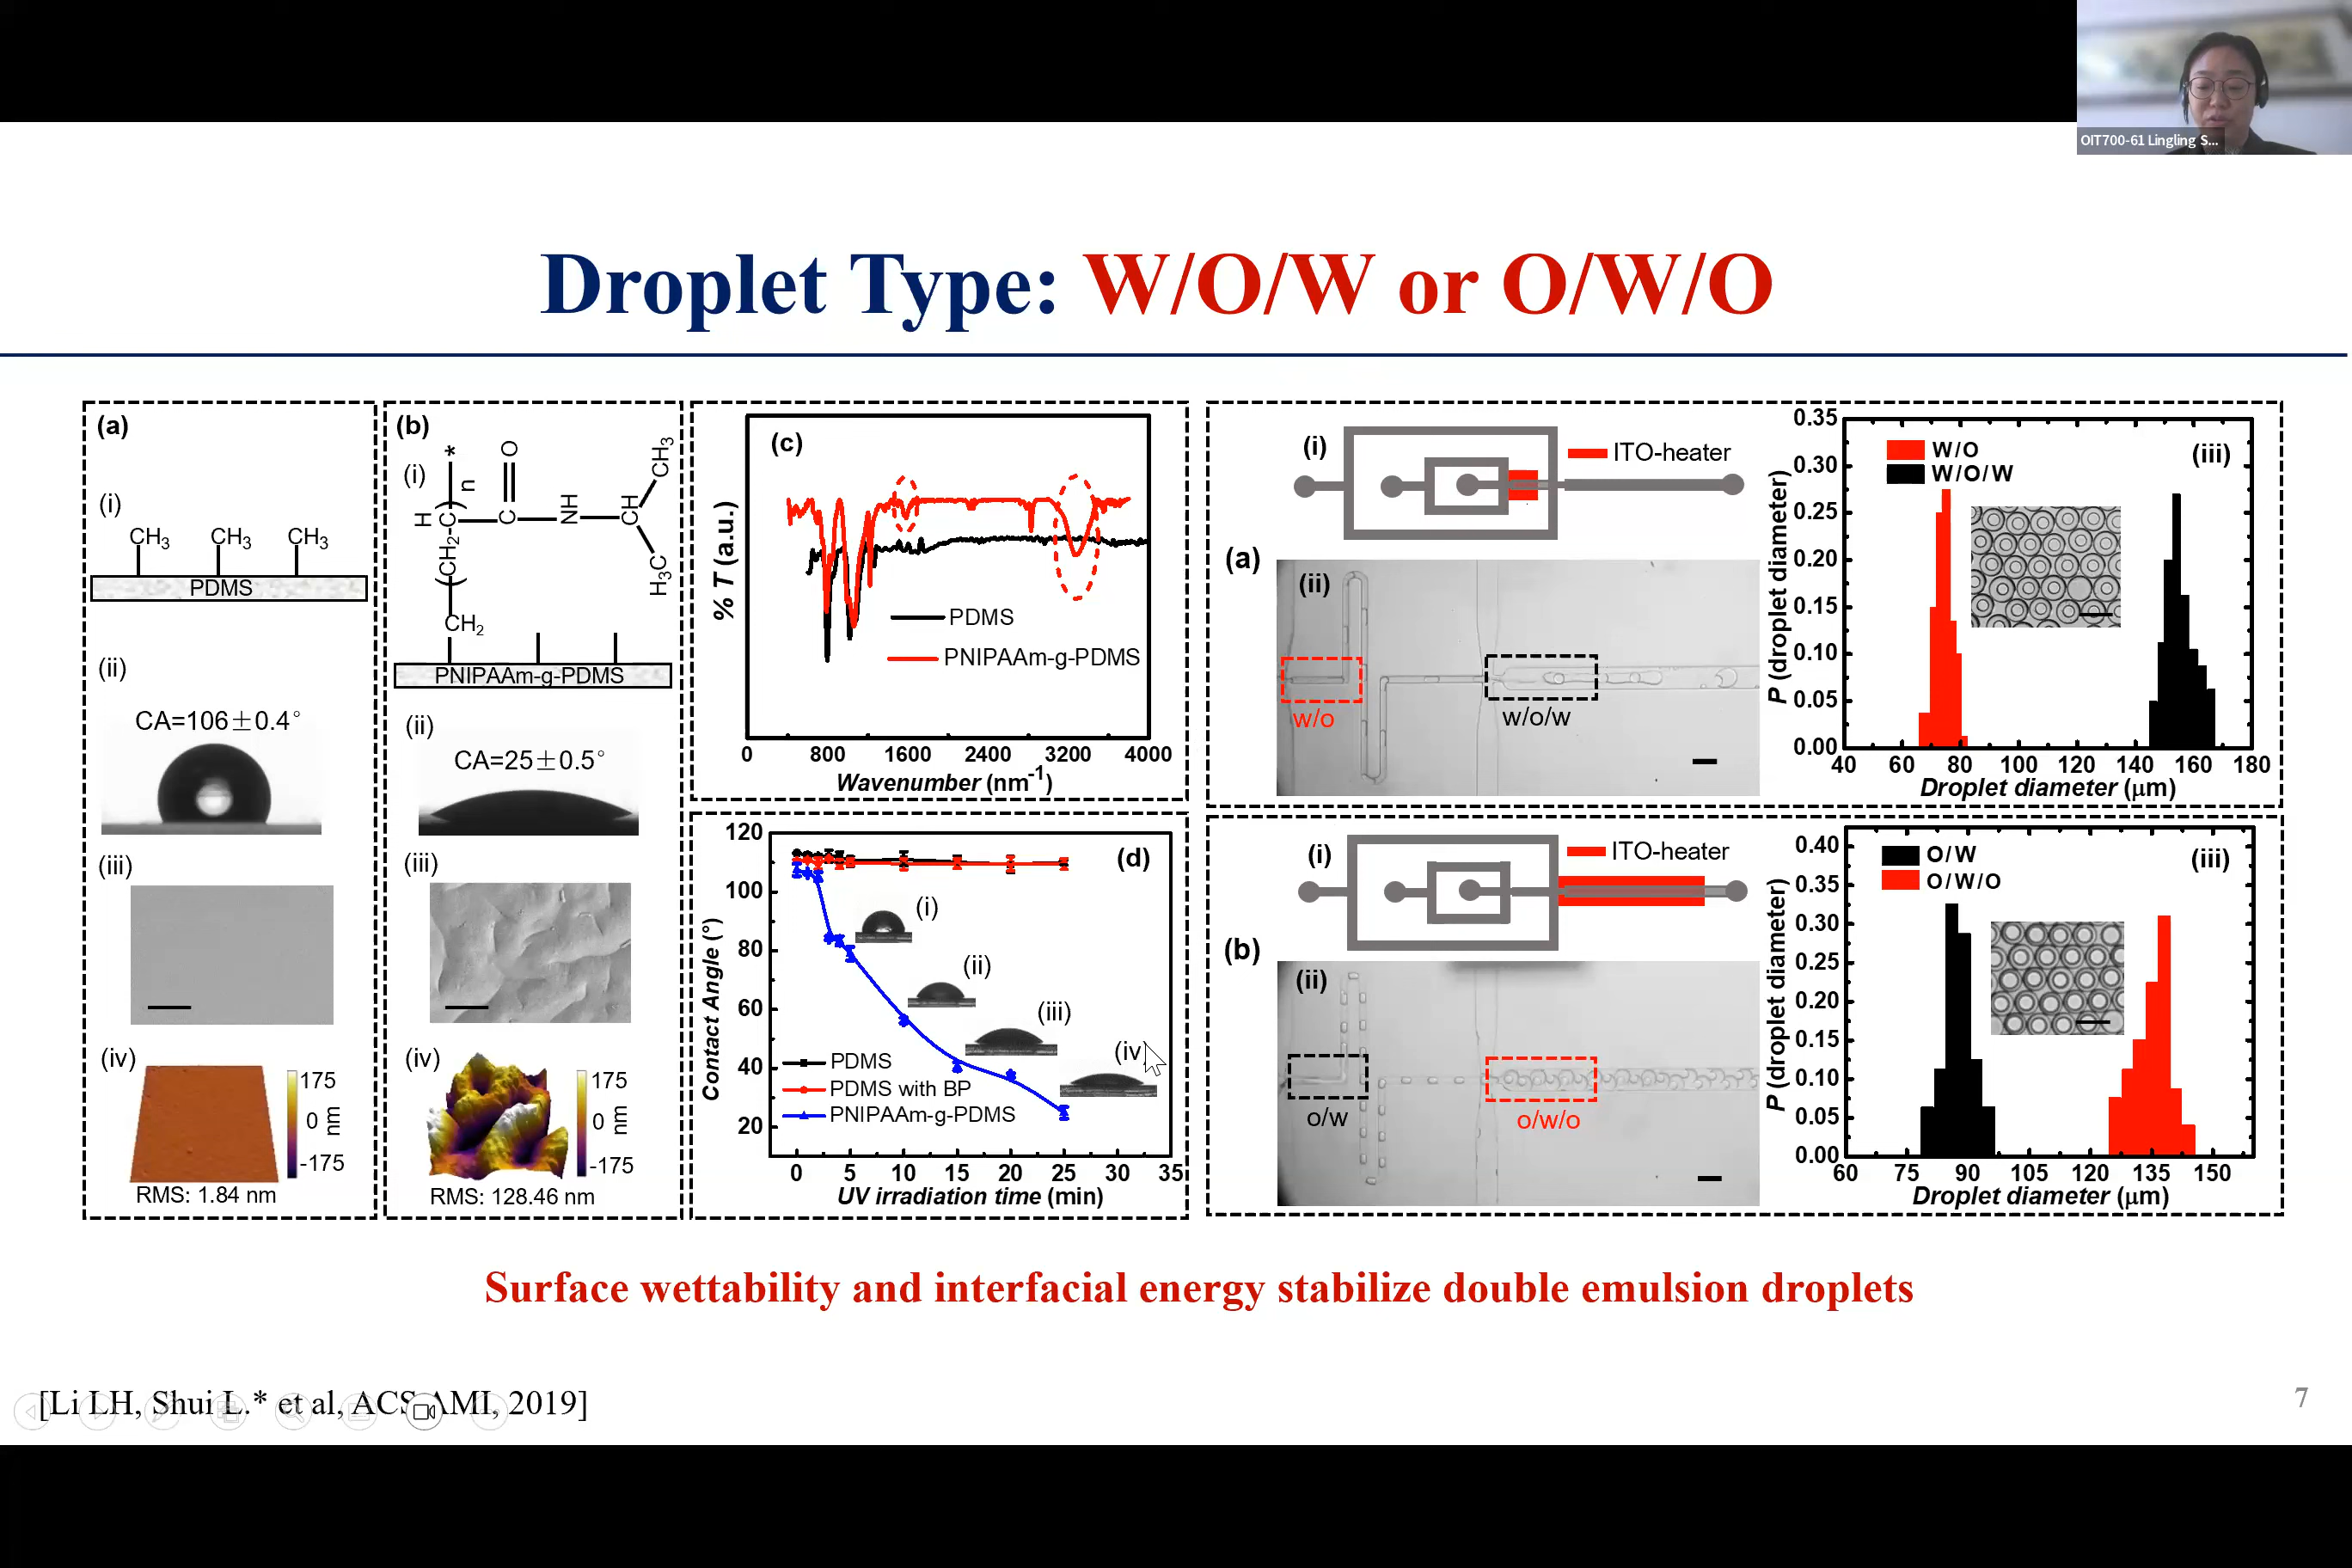 OIT700-61 Lingling S...
Droplet Type: W/O/W or O/W/O
(a)
(i)
CH3 CH3 CH3
PDMS
(ii)
CA=106±0.4°
(iii)
(iv)
175
0 nm
-175
RMS: 1.84 nm
(b)
(i)
*
n
O
H C C NH CH
CH3
H3C
(CH2-
CH2
PNIPAAm-g-PDMS
(ii)
CA=25±0.5°
(iii)
(iv)
175
0 nm
-175
RMS: 128.46 nm
(c)
% T (a.u.)
PDMS
PNIPAAm-g-PDMS
0 800 1600 2400 3200 4000
Wavenumber (nm-1)
(d)
120
100
80
60
40
20
Contact Angle (°)
(i)
(ii)
(iii)
(iv)
PDMS
PDMS with BP
PNIPAAm-g-PDMS
0 5 10 15 20 25 30 35
UV irradiation time (min)
(a)
(i)
ITO-heater
(ii)
w/o
w/o/w
(iii)
W/O
W/O/W
0.35
0.30
0.25
0.20
0.15
0.10
0.05
0.00
P (droplet diameter)
40 60 80 100 120 140 160 180
Droplet diameter (μm)
(b)
(i)
ITO-heater
(ii)
o/w
o/w/o
(iii)
O/W
O/W/O
0.40
0.35
0.30
0.25
0.20
0.15
0.10
0.05
0.00
P (droplet diameter)
60 75 90 105 120 135 150
Droplet diameter (μm)
Surface wettability and interfacial energy stabilize double emulsion droplets
[Li LH, Shui L.* et al, ACS AMI, 2019]
7